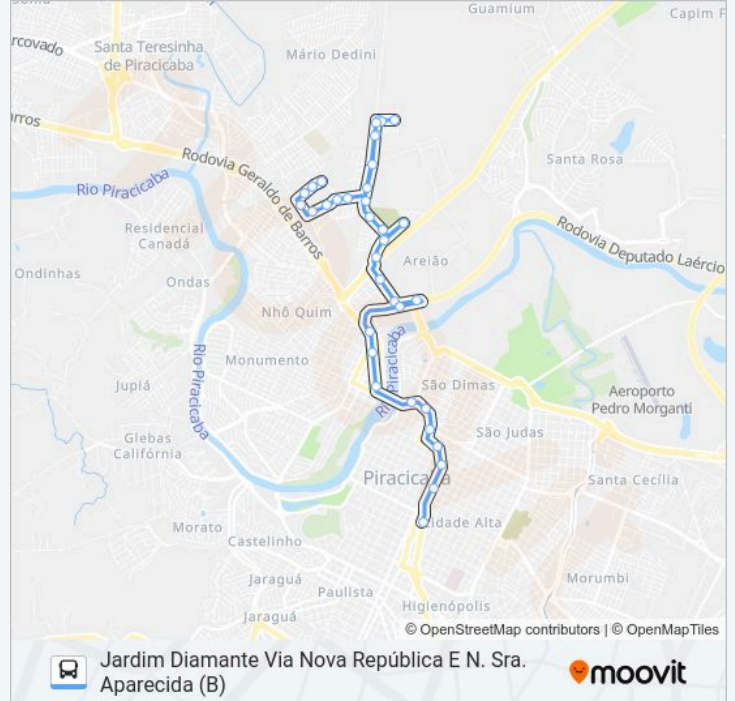 Guamium
Capim F
rcovado
Santa Teresinha
de Piracicaba
Mário Dedini
rros
Rodovia Geraldo de Barros
Santa Rosa
Rio Piracicaba
Residencial
Canadá
Rodovia Deputado Laércio
Ondinhas
Ondas
Areião
Nhô Quim
Rio Piracicaba
Rio Piracicaba
Monumento
Jupiá
São Dimas
Aeroporto
Pedro Morganti
Glebas
Califórnia
São Judas
Piracicaba
Santa Cecília
Morato
Cidade Alta
Castelinho
Jaraguá
Paulista
Morumbi
Higienópolis
Jaraguá
© OpenStreetMap contributors | © OpenMapTiles
Jardim Diamante Via Nova República E N. Sra.
Aparecida (B)
moovit